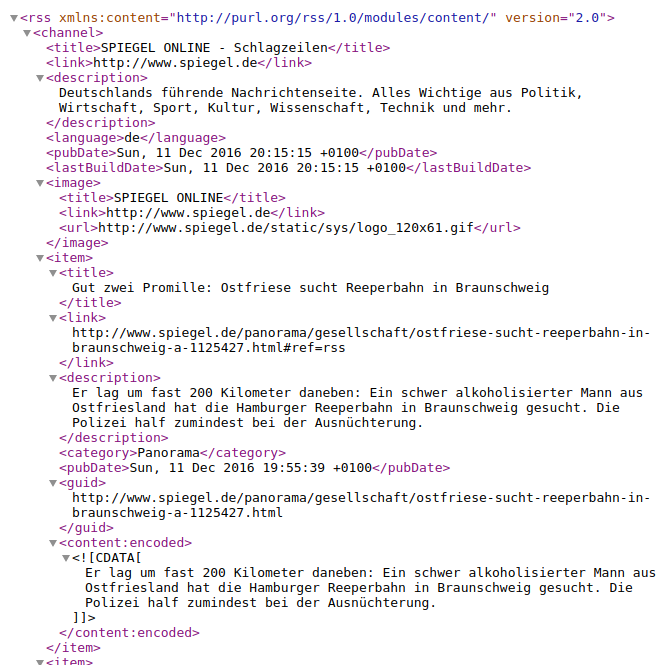 <rss xmlns:content="http://purl.org/rss/1.0/modules/content/" version="2.0">
<channel>
<title>SPIEGEL ONLINE - Schlagzeilen</title>
<link>http://www.spiegel.de</link>
<description>
Deutschlands führende Nachrichtenseite. Alles Wichtige aus Politik,
Wirtschaft, Sport, Kultur, Wissenschaft, Technik und mehr.
</description>
<language>de</language>
<pubDate>Sun, 11 Dec 2016 20:15:15 +0100</pubDate>
<lastBuildDate>Sun, 11 Dec 2016 20:15:15 +0100</lastBuildDate>
<image>
<title>SPIEGEL ONLINE</title>
<link>http://www.spiegel.de</link>
<url>http://www.spiegel.de/static/sys/logo_120x61.gif</url>
</image>
<item>
<title>
Gut zwei Promille: Ostfriese sucht Reeperbahn in Braunschweig
</title>
<link>
http://www.spiegel.de/panorama/gesellschaft/ostfriese-sucht-reeperbahn-in-
braunschweig-a-1125427.html#ref=rss
</link>
<description>
Er lag um fast 200 Kilometer daneben: Ein schwer alkoholisierter Mann aus
Ostfriesland hat die Hamburger Reeperbahn in Braunschweig gesucht. Die
Polizei half zumindest bei der Ausnüchterung.
</description>
<category>Panorama</category>
<pubDate>Sun, 11 Dec 2016 19:55:39 +0100</pubDate>
<guid>
http://www.spiegel.de/panorama/gesellschaft/ostfriese-sucht-reeperbahn-in-
braunschweig-a-1125427.html
</guid>
<content:encoded>
<![CDATA[
Er lag um fast 200 Kilometer daneben: Ein schwer alkoholisierter Mann aus
Ostfriesland hat die Hamburger Reeperbahn in Braunschweig gesucht. Die
Polizei half zumindest bei der Ausnüchterung.
]]>
</content:encoded>
</item>
<item>